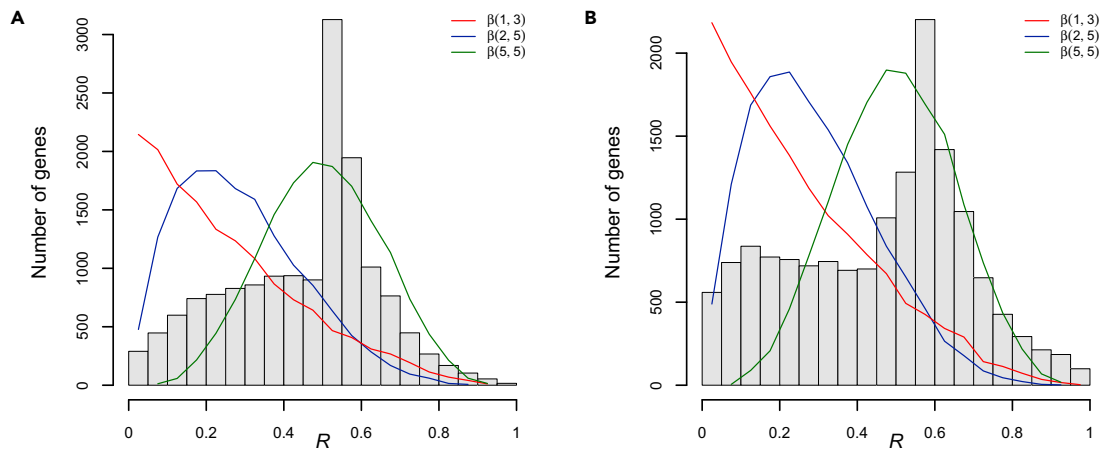 A
Number of genes
0 500 1000 1500 2000 2500 3000
0 0.2 0.4 0.6 0.8 1
R
β(1, 3)
β(2, 5)
β(5, 5)
B
Number of genes
0 500 1000 1500 2000
0 0.2 0.4 0.6 0.8 1
R
β(1, 3)
β(2, 5)
β(5, 5)